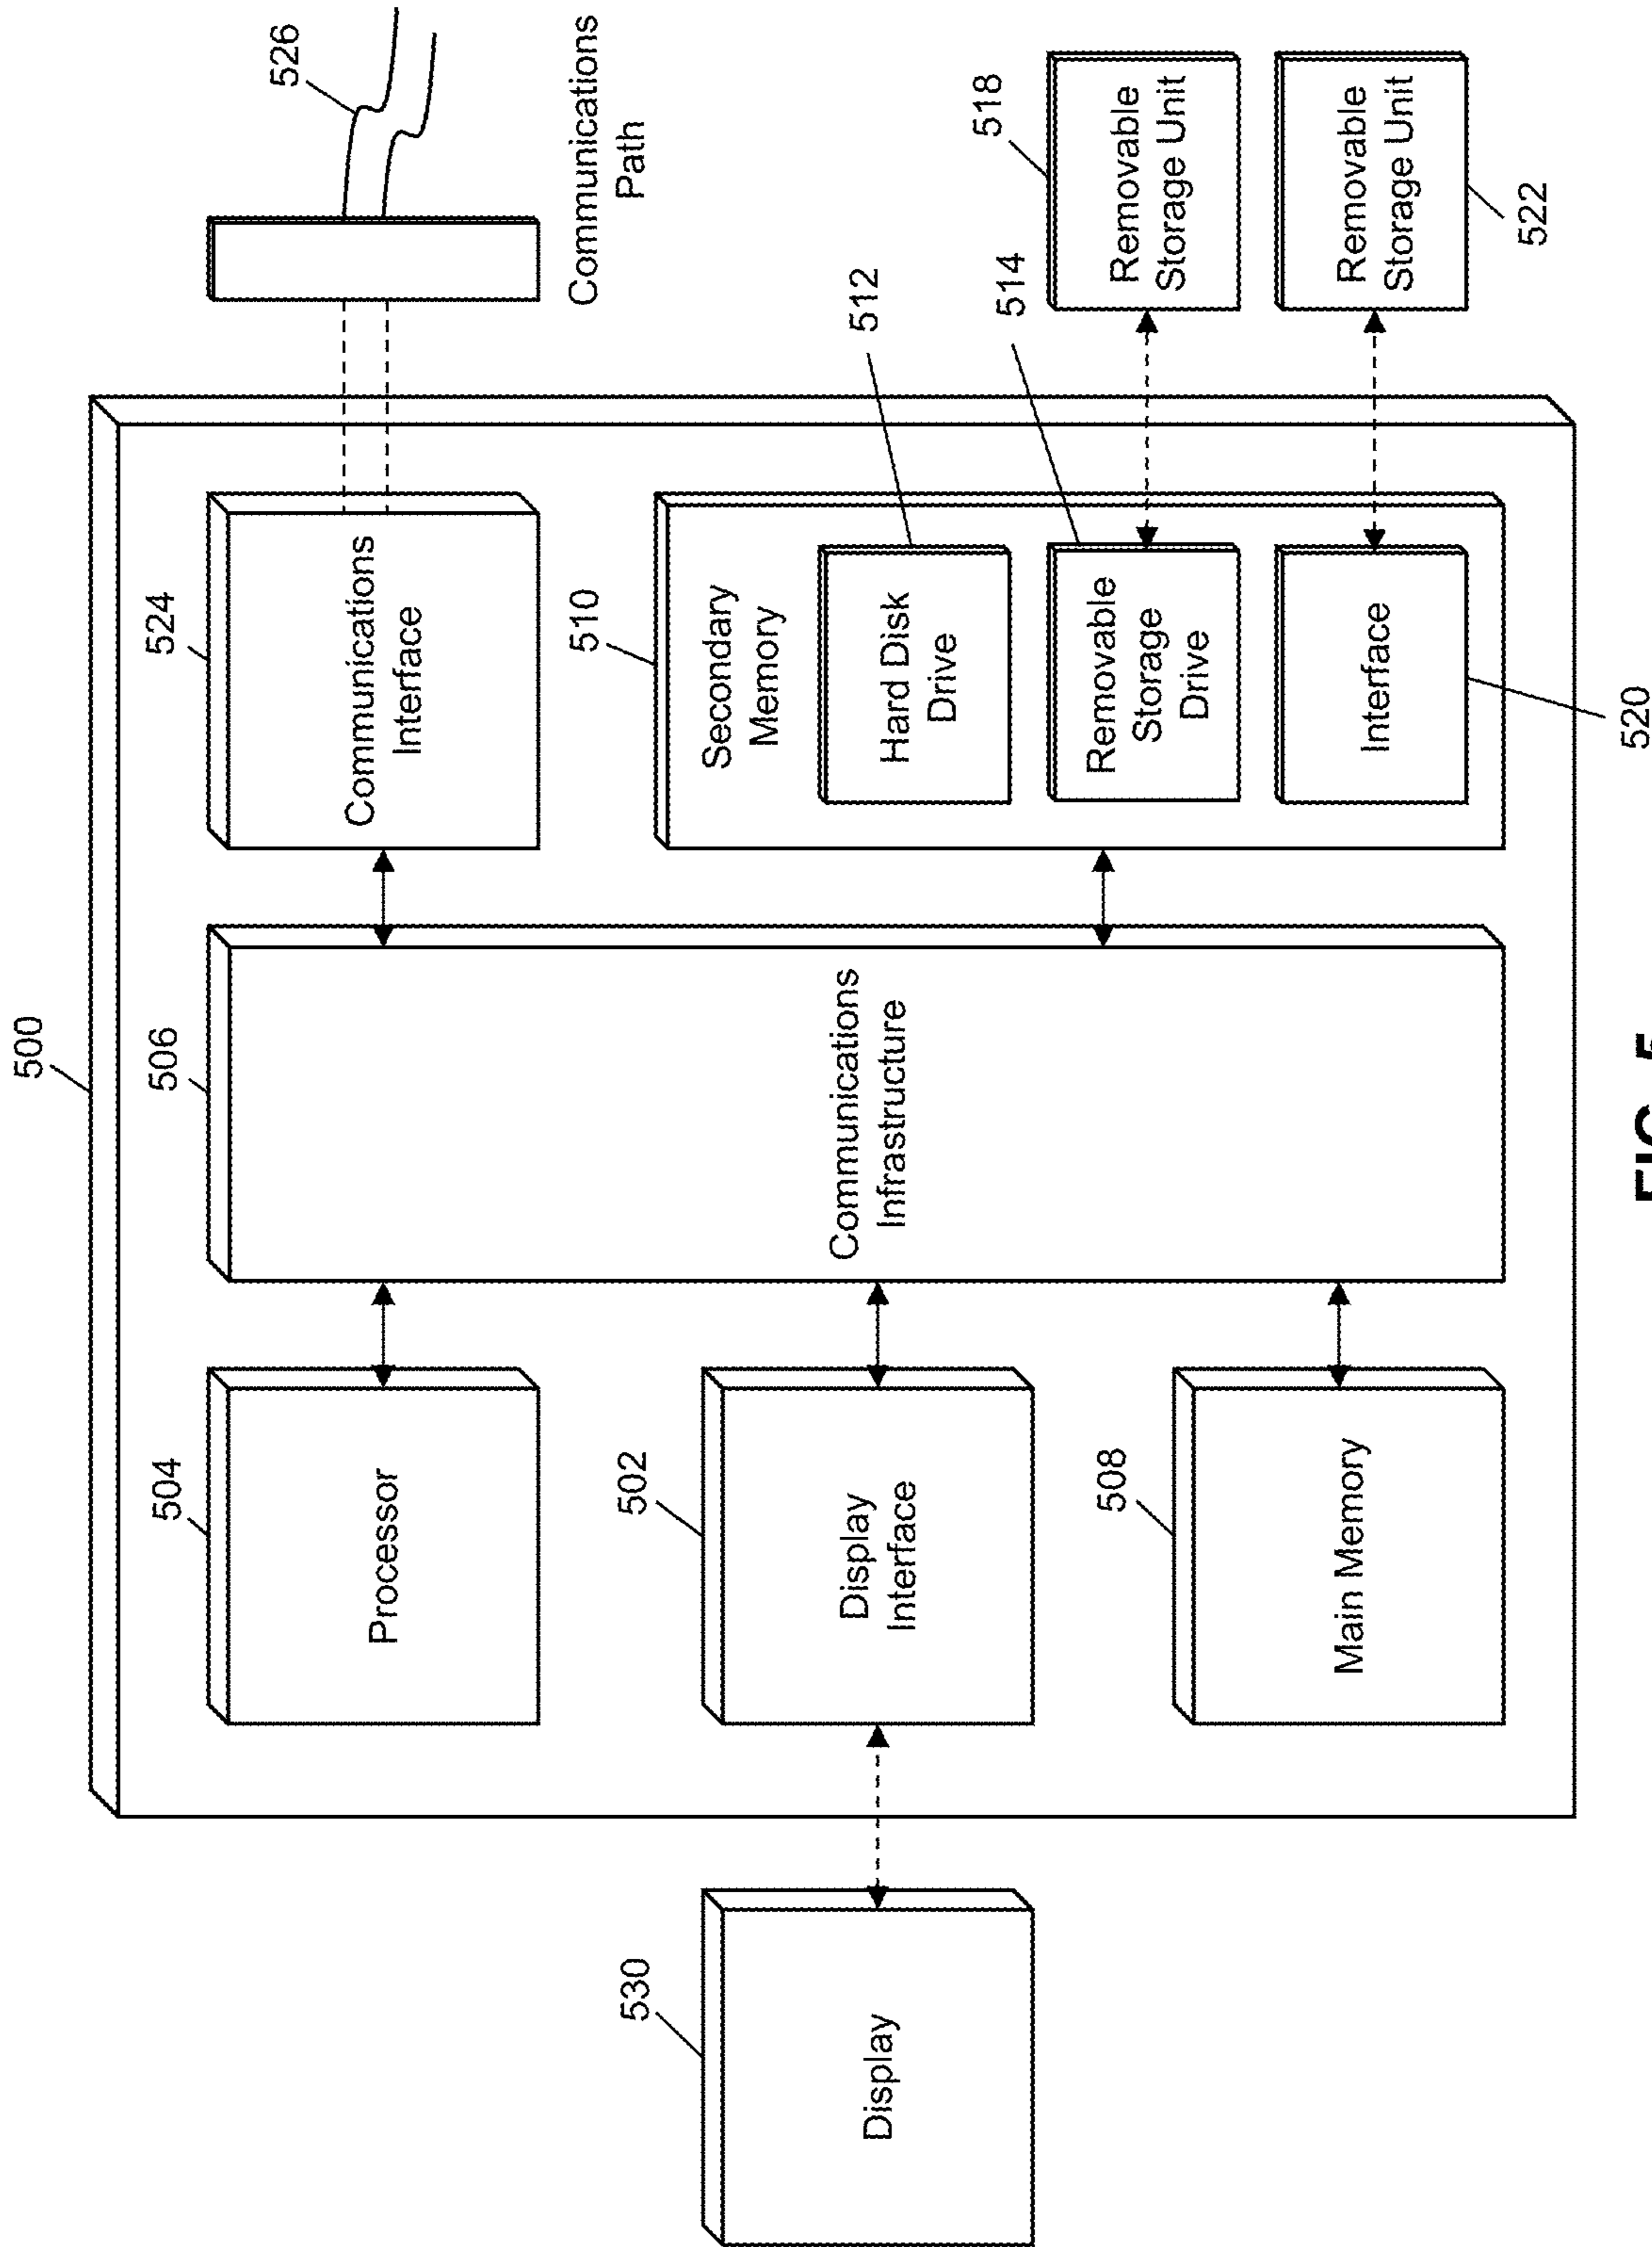 500
530
Display
504
Processor
502
Display
Interface
508
Main Memory
506
Communications
Infrastructure
524
Communications
Interface
510
Secondary
Memory
512
Hard Disk
Drive
514
Removable
Storage
Drive
Interface
520
526
Communications
Path
518
Removable
Storage Unit
Removable
Storage Unit
522
FIG. 5